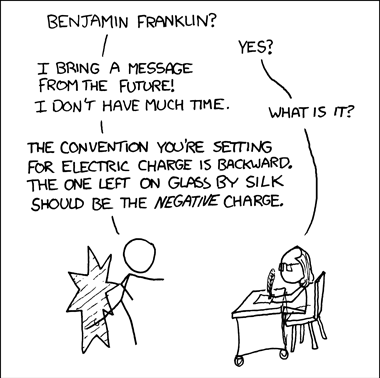 BENJAMIN FRANKLIN?
YES?
I BRING A MESSAGE
FROM THE FUTURE!
I DON'T HAVE MUCH TIME.
WHAT IS IT?
THE CONVENTION YOU'RE SETTING
FOR ELECTRIC CHARGE IS BACKWARD.
THE ONE LEFT ON GLASS BY SILK
SHOULD BE THE NEGATIVE CHARGE.